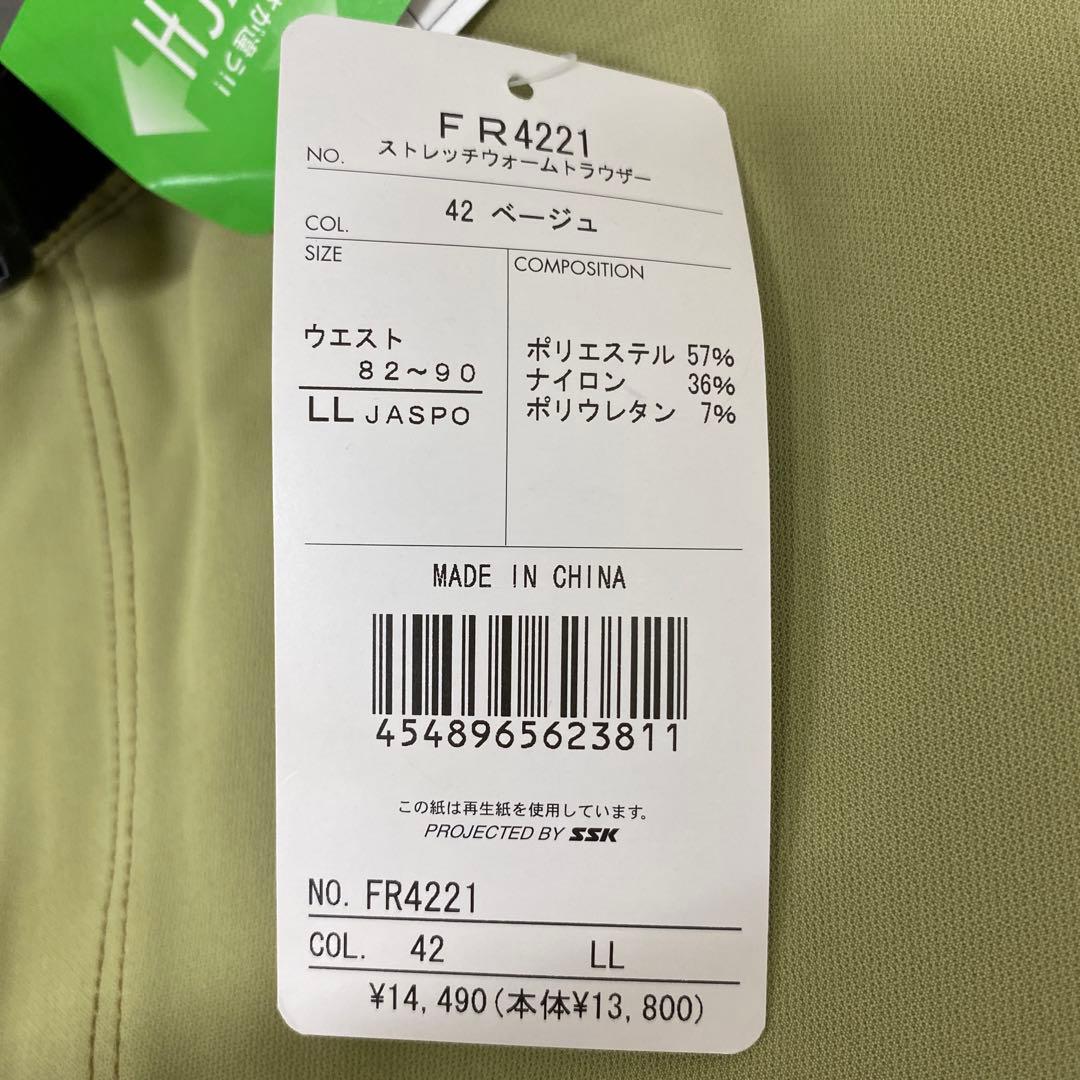 が違う!!
FR4221
NO. ストレッチウォームトラウザー
COL. 42 ベージュ
SIZE
COMPOSITION
ウエスト
82~90
LL JASPO
ポリエステル 57%
ナイロン 36%
ポリウレタン 7%
MADE IN CHINA
4548965623811
この紙は再生紙を使用しています。
PROJECTED BY SSK
NO. FR4221
COL. 42 LL
¥14,490(本体¥13,800)